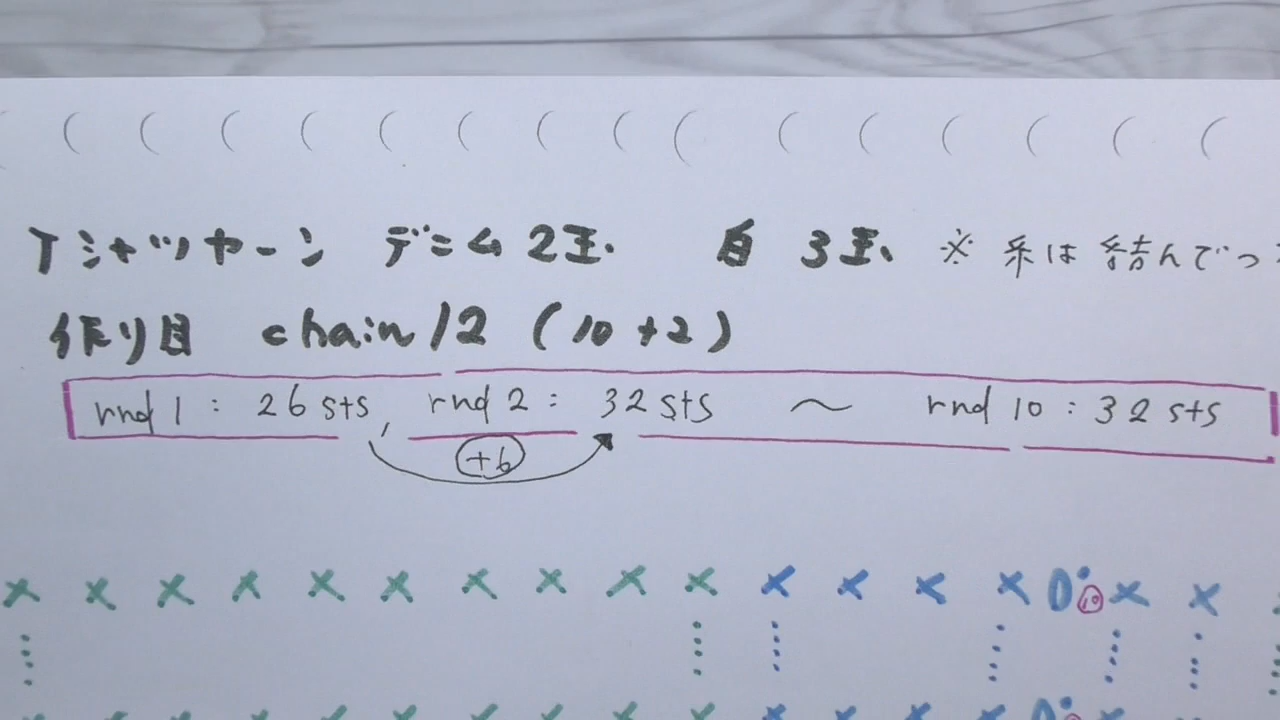 Tシャツヤーン デニム2玉. 白 3玉、 ※ 糸は結んでっ
作り目 chain 12 (10+2)
rnd 1 : 26 sts, rnd 2 : 32 sts 〜 rnd 10 : 32 sts
+6
10